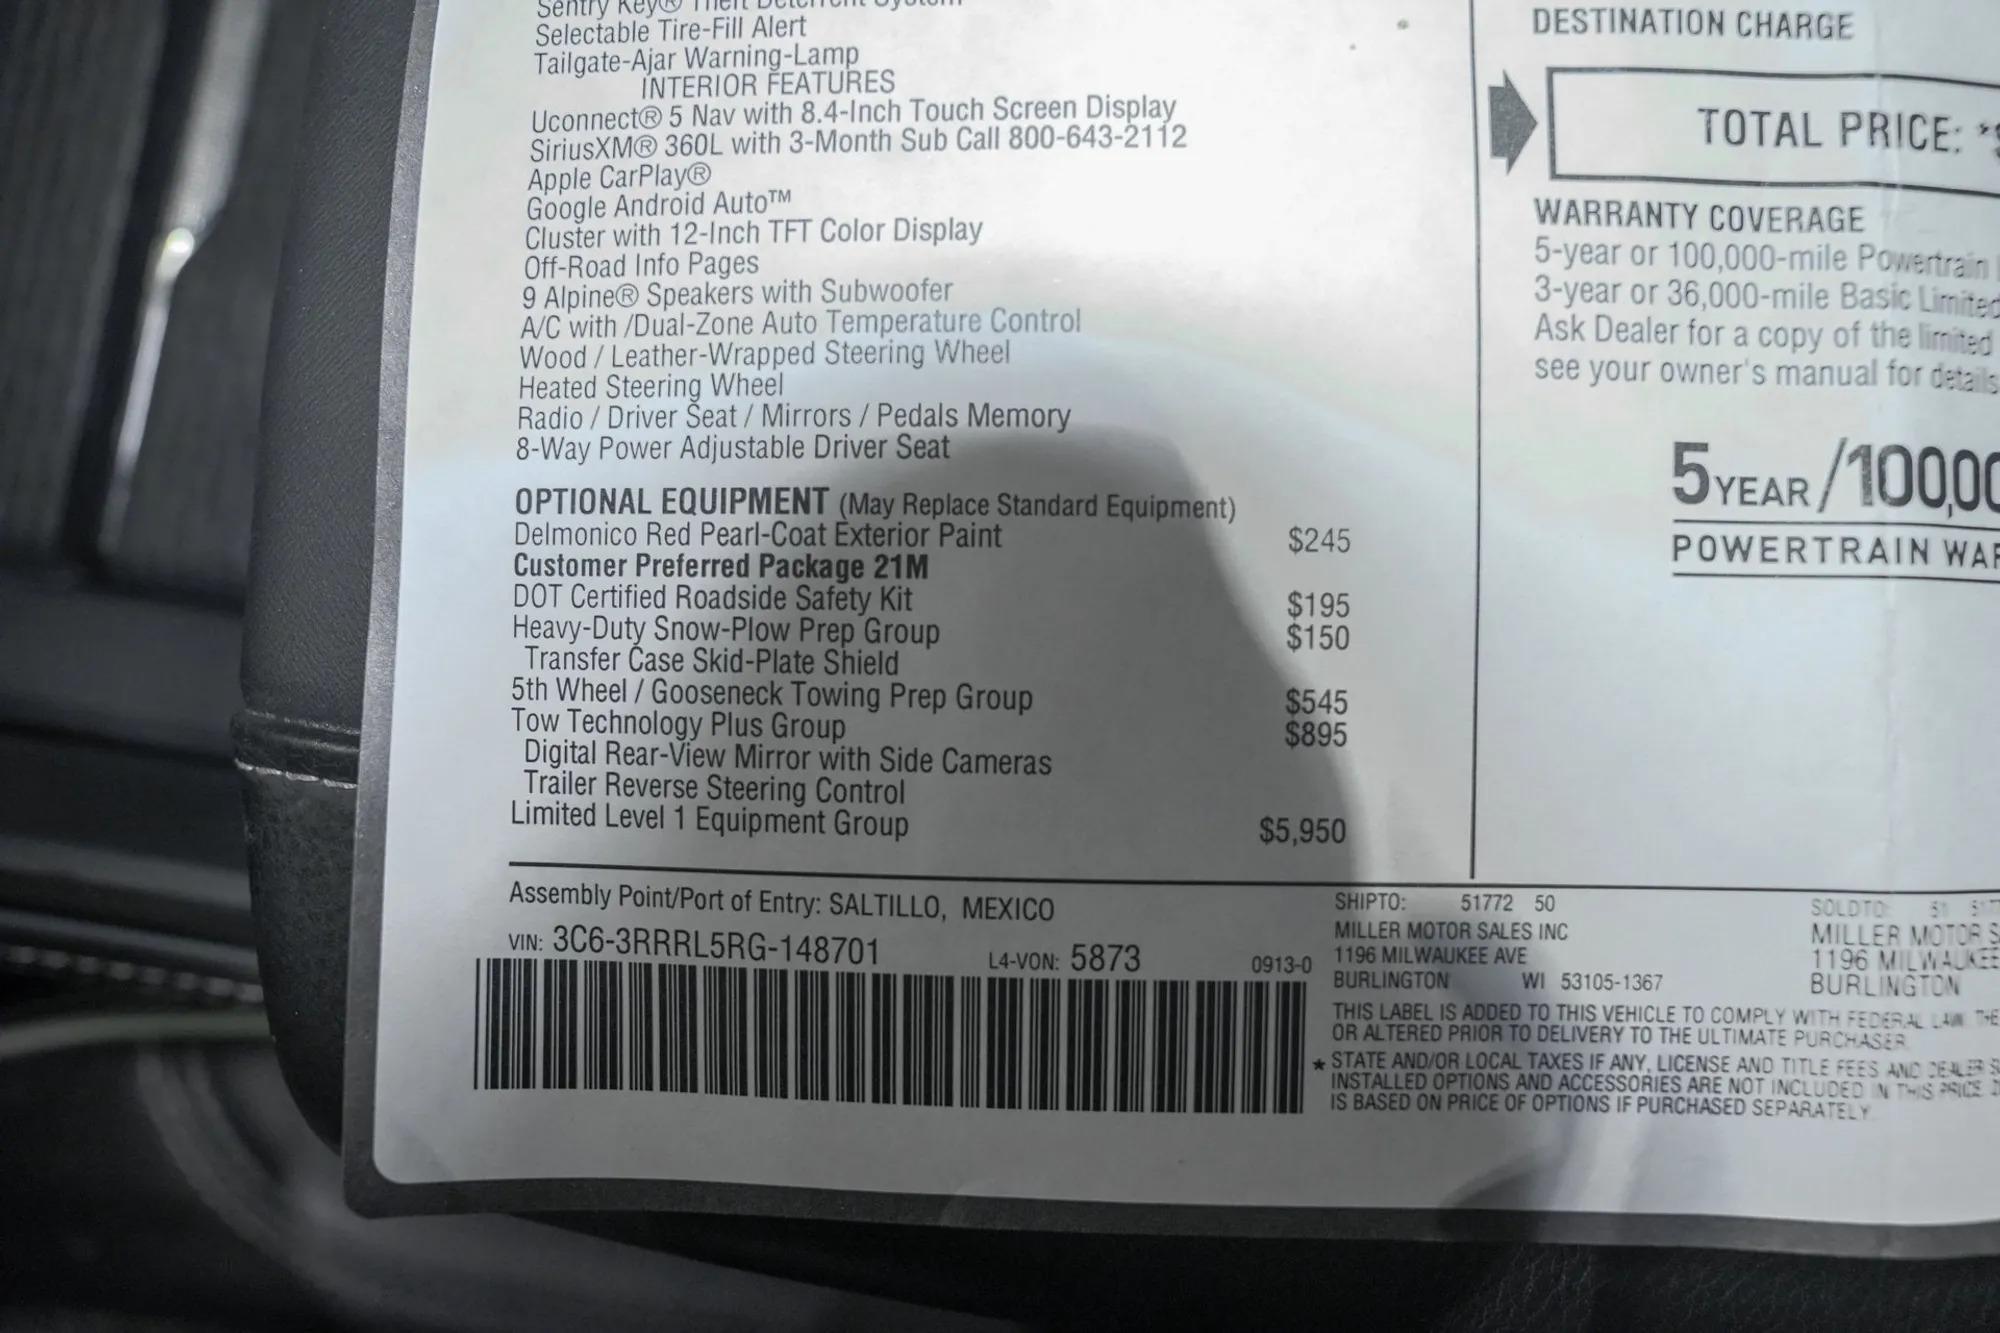 Sentry Key® Theft Deterrent System
Selectable Tire-Fill Alert
Tailgate-Ajar Warning-Lamp
INTERIOR FEATURES
Uconnect® 5 Nav with 8.4-Inch Touch Screen Display
SiriusXM® 360L with 3-Month Sub Call 800-643-2112
Apple CarPlay®
Google Android Auto™
Cluster with 12-Inch TFT Color Display
Off-Road Info Pages
9 Alpine® Speakers with Subwoofer
A/C with /Dual-Zone Auto Temperature Control
Wood / Leather-Wrapped Steering Wheel
Heated Steering Wheel
Radio / Driver Seat / Mirrors / Pedals Memory
8-Way Power Adjustable Driver Seat
OPTIONAL EQUIPMENT (May Replace Standard Equipment)
Delmonico Red Pearl-Coat Exterior Paint $245
Customer Preferred Package 21M
DOT Certified Roadside Safety Kit $195
Heavy-Duty Snow-Plow Prep Group $150
Transfer Case Skid-Plate Shield
5th Wheel / Gooseneck Towing Prep Group $545
Tow Technology Plus Group $895
Digital Rear-View Mirror with Side Cameras
Trailer Reverse Steering Control
Limited Level 1 Equipment Group $5,950
DESTINATION CHARGE
TOTAL PRICE: *
WARRANTY COVERAGE
5-year or 100,000-mile Powertrain
3-year or 36,000-mile Basic Limited
Ask Dealer for a copy of the limited
see your owner's manual for details
5 YEAR /100,00
POWERTRAIN WAR
Assembly Point/Port of Entry: SALTILLO, MEXICO
VIN: 3C6-3RRRL5RG-148701
L4-VON: 5873
0913-0
SHIPTO: 51772 50
MILLER MOTOR SALES INC
1196 MILWAUKEE AVE
BURLINGTON WI 53105-1367
SOLDTO: 51
MILLER MOTOR S
1196 MILWAUKEE
BURLINGTON
THIS LABEL IS ADDED TO THIS VEHICLE TO COMPLY WITH FEDERAL LAW. THE
OR ALTERED PRIOR TO DELIVERY TO THE ULTIMATE PURCHASER.
* STATE AND/OR LOCAL TAXES IF ANY, LICENSE AND TITLE FEES AND DEALER S
INSTALLED OPTIONS AND ACCESSORIES ARE NOT INCLUDED IN THIS PRICE
IS BASED ON PRICE OF OPTIONS IF PURCHASED SEPARATELY.